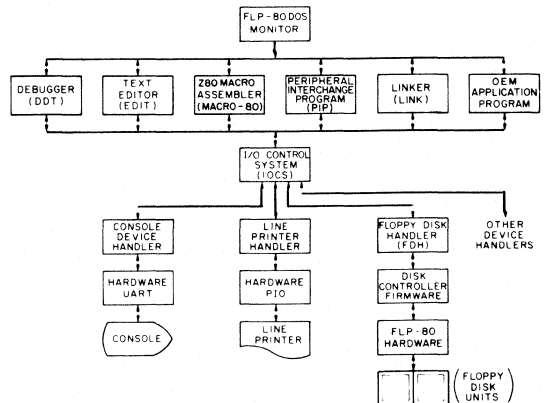 FLP-80 DOS
MONITOR
DEBUGGER
(DDT)
TEXT
EDITOR
(EDIT)
Z80 MACRO
ASSEMBLER
(MACRO-80)
PERIPHERAL
INTERCHANGE
PROGRAM
(PIP)
LINKER
(LINK)
OEM
APPLICATION
PROGRAM
I/O CONTROL
SYSTEM
(IOCS)
CONSOLE
DEVICE
HANDLER
LINE
PRINTER
HANDLER
FLOPPY DISK
HANDLER
(FDH)
OTHER
DEVICE
HANDLERS
HARDWARE
UART
HARDWARE
PIO
DISK
CONTROLLER
FIRMWARE
CONSOLE
LINE
PRINTER
FLP-80
HARDWARE
(FLOPPY
DISK
UNITS)